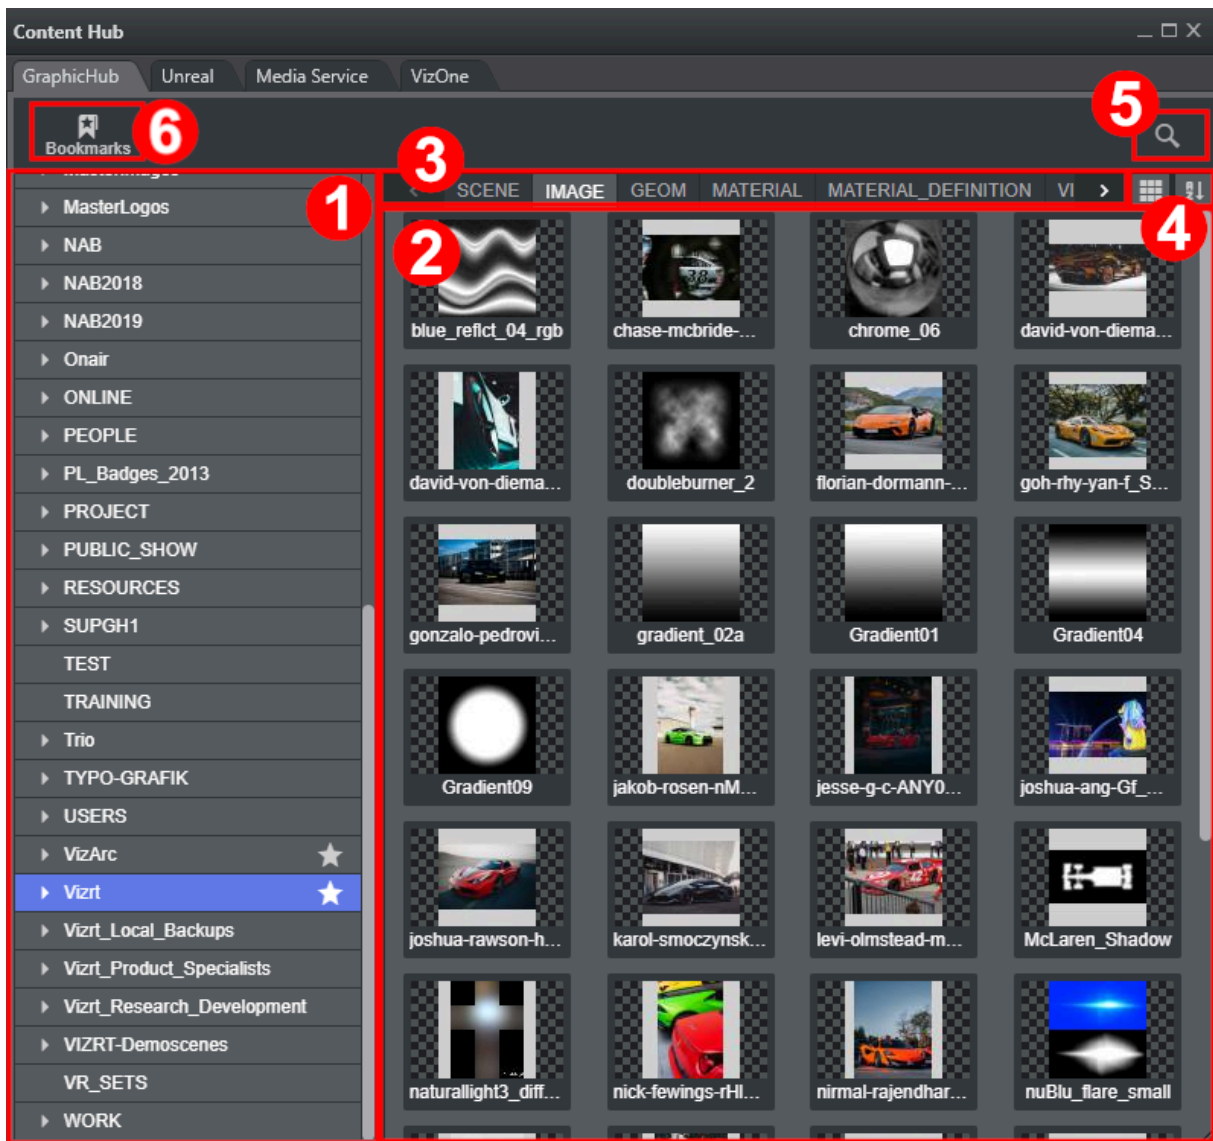 Content Hub
GraphicHub Unreal Media Service VizOne
6 5
Bookmarks
3
SCENE IMAGE GEOM MATERIAL MATERIAL_DEFINITION VI
1
MasterImages
MasterLogos
NAB
NAB2018
NAB2019
Onair
ONLINE
PEOPLE
PL_Badges_2013
PROJECT
PUBLIC_SHOW
RESOURCES
SUPGH1
TEST
TRAINING
Trio
TYPO-GRAFIK
USERS
VizArc
Vizrt
Vizrt_Local_Backups
Vizrt_Product_Specialists
Vizrt_Research_Development
VIZRT-Demoscenes
VR_SETS
WORK
2 4
blue_reflct_04_rgb chase-mcbride-... chrome_06 david-von-diema...
david-von-diema... doubleburner_2 florian-dormann-... goh-rhy-yan-f_S...
gonzalo-pedrovi... gradient_02a Gradient01 Gradient04
Gradient09 jakob-rosen-nM... jesse-g-c-ANY0... joshua-ang-Gf_...
joshua-rawson-h... karol-smoczynsk... levi-olmstead-m... McLaren_Shadow
naturallight3_diff... nick-fewings-rHI... nirmal-rajendhar... nuBlu_flare_small